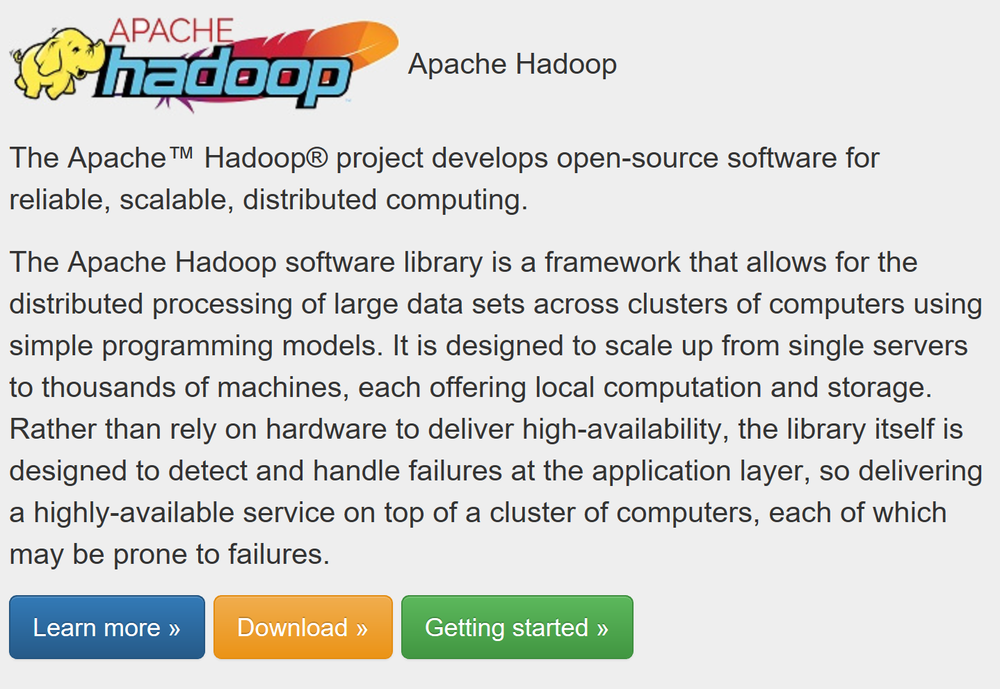 APACHE
hadoop
™
Apache Hadoop
The Apache™ Hadoop® project develops open-source software for
reliable, scalable, distributed computing.
The Apache Hadoop software library is a framework that allows for the
distributed processing of large data sets across clusters of computers using
simple programming models. It is designed to scale up from single servers
to thousands of machines, each offering local computation and storage.
Rather than rely on hardware to deliver high-availability, the library itself is
designed to detect and handle failures at the application layer, so delivering
a highly-available service on top of a cluster of computers, each of which
may be prone to failures.
Learn more » Download » Getting started »